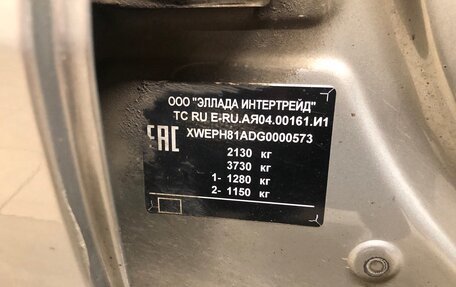 ООО "ЭЛЛАДА ИНТЕРТРЕЙД"
ТС RU E-RU.АЯ04.00161.И1
EAC XWEPH81ADG0000573
2130 кг
3730 кг
1- 1280 кг
2- 1150 кг